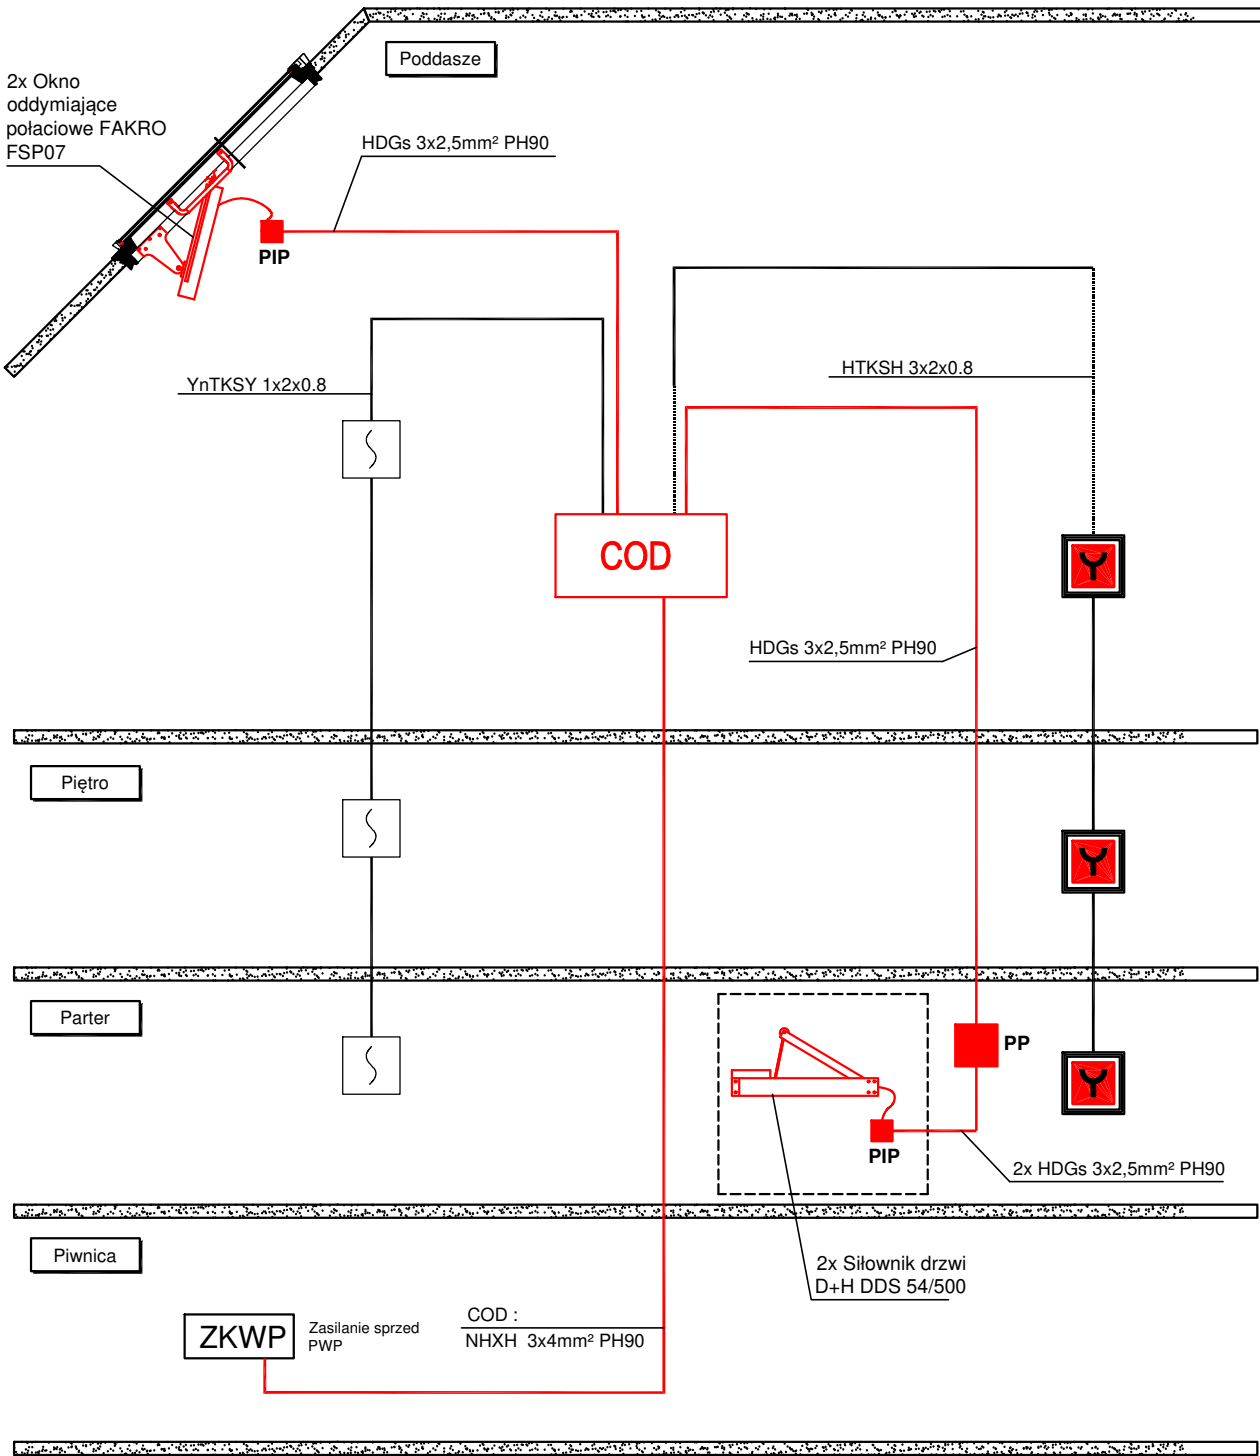 Poddasze
2x Okno
oddymiające
połaciowe FAKRO
FSP07
HDGs 3x2,5mm² PH90
PIP
YnTKSY 1x2x0.8
HTKSH 3x2x0.8
COD
HDGs 3x2,5mm² PH90
Piętro
Parter
PP
PIP
2x HDGs 3x2,5mm² PH90
Piwnica
2x Siłownik drzwi
D+H DDS 54/500
ZKWP
Zasilanie sprzed
PWP
COD :
NHXH 3x4mm² PH90